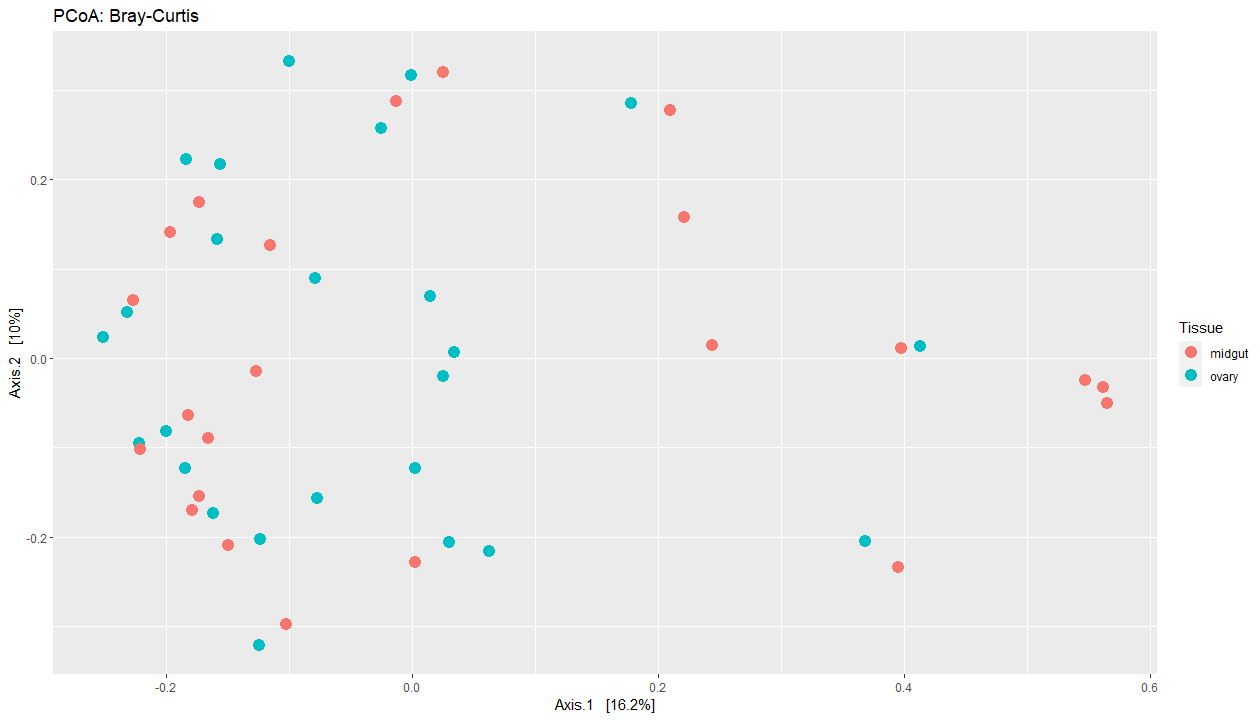 PCoA: Bray-Curtis
0.2
0.0
-0.2
Axis.2 [10%]
-0.2
0.0
0.2
0.4
0.6
Axis.1 [16.2%]
Tissue
midgut
ovary